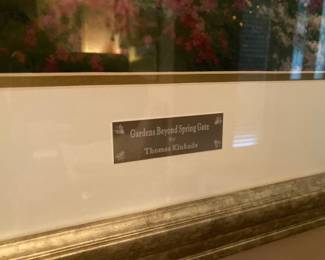 Gardens Beyond Spring Gate
by
Thomas Kinkade